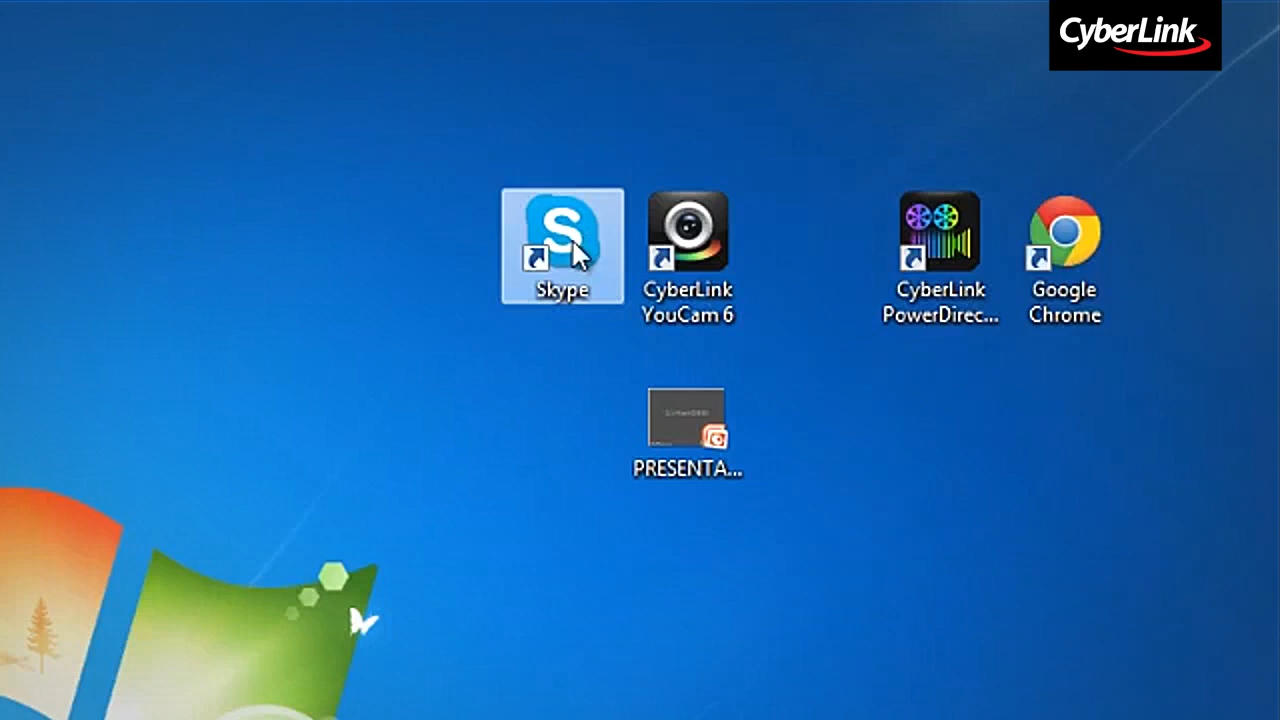 CyberLink
Skype
CyberLink
YouCam 6
CyberLink
PowerDirec...
Google
Chrome
PRESENTA...